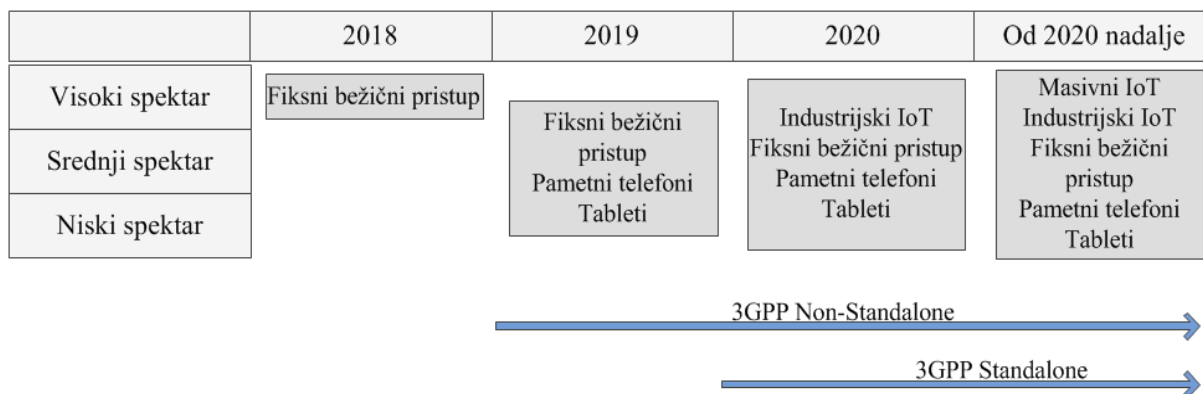 2018
2019
2020
Od 2020 nadalje
Visoki spektar
Srednji spektar
Niski spektar
Fiksni bežični pristup
Fiksni bežični
pristup
Pametni telefoni
Tableti
Industrijski IoT
Fiksni bežični pristup
Pametni telefoni
Tableti
Masivni IoT
Industrijski IoT
Fiksni bežični
pristup
Pametni telefoni
Tableti
3GPP Non-Standalone
3GPP Standalone